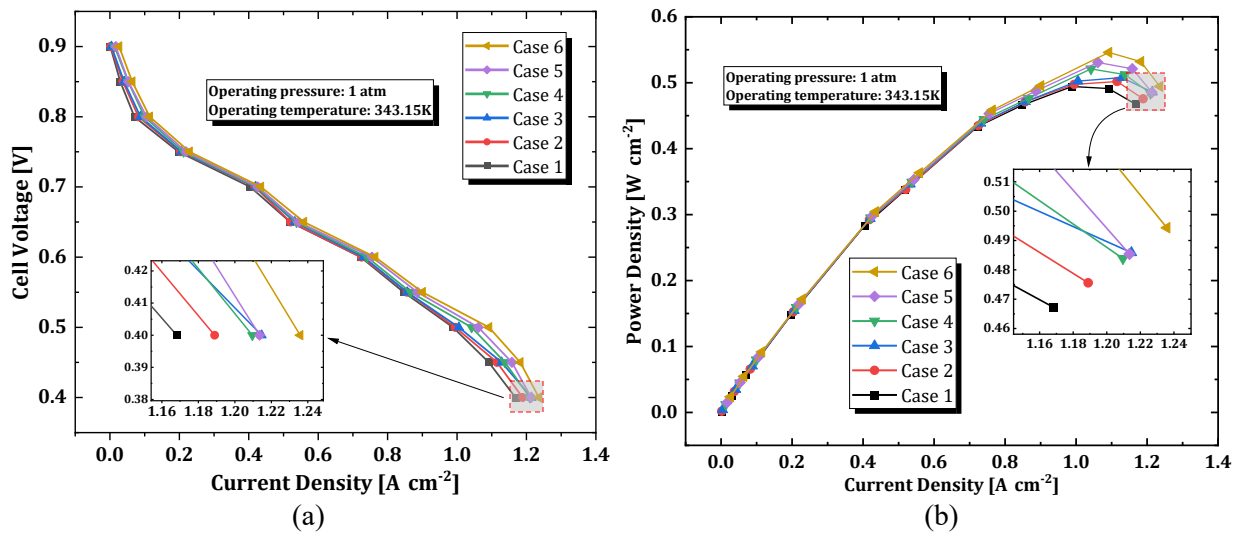 0.9
0.8
0.7
0.6
0.5
0.4
Cell Voltage [V]
Case 6
Case 5
Case 4
Case 3
Case 2
Case 1
Operating pressure: 1 atm
Operating temperature: 343.15K
0.42
0.41
0.40
0.39
0.38
1.16 1.18 1.20 1.22 1.24
0.0 0.2 0.4 0.6 0.8 1.0 1.2 1.4
Current Density [A cm-2]
(a)
0.6
0.5
0.4
0.3
0.2
0.1
0.0
Power Density [W cm-2]
Operating pressure: 1 atm
Operating temperature: 343.15K
0.51
0.50
0.49
0.48
0.47
0.46
1.16 1.18 1.20 1.22 1.24
Case 6
Case 5
Case 4
Case 3
Case 2
Case 1
0.0 0.2 0.4 0.6 0.8 1.0 1.2 1.4
Current Density [A cm-2]
(b)